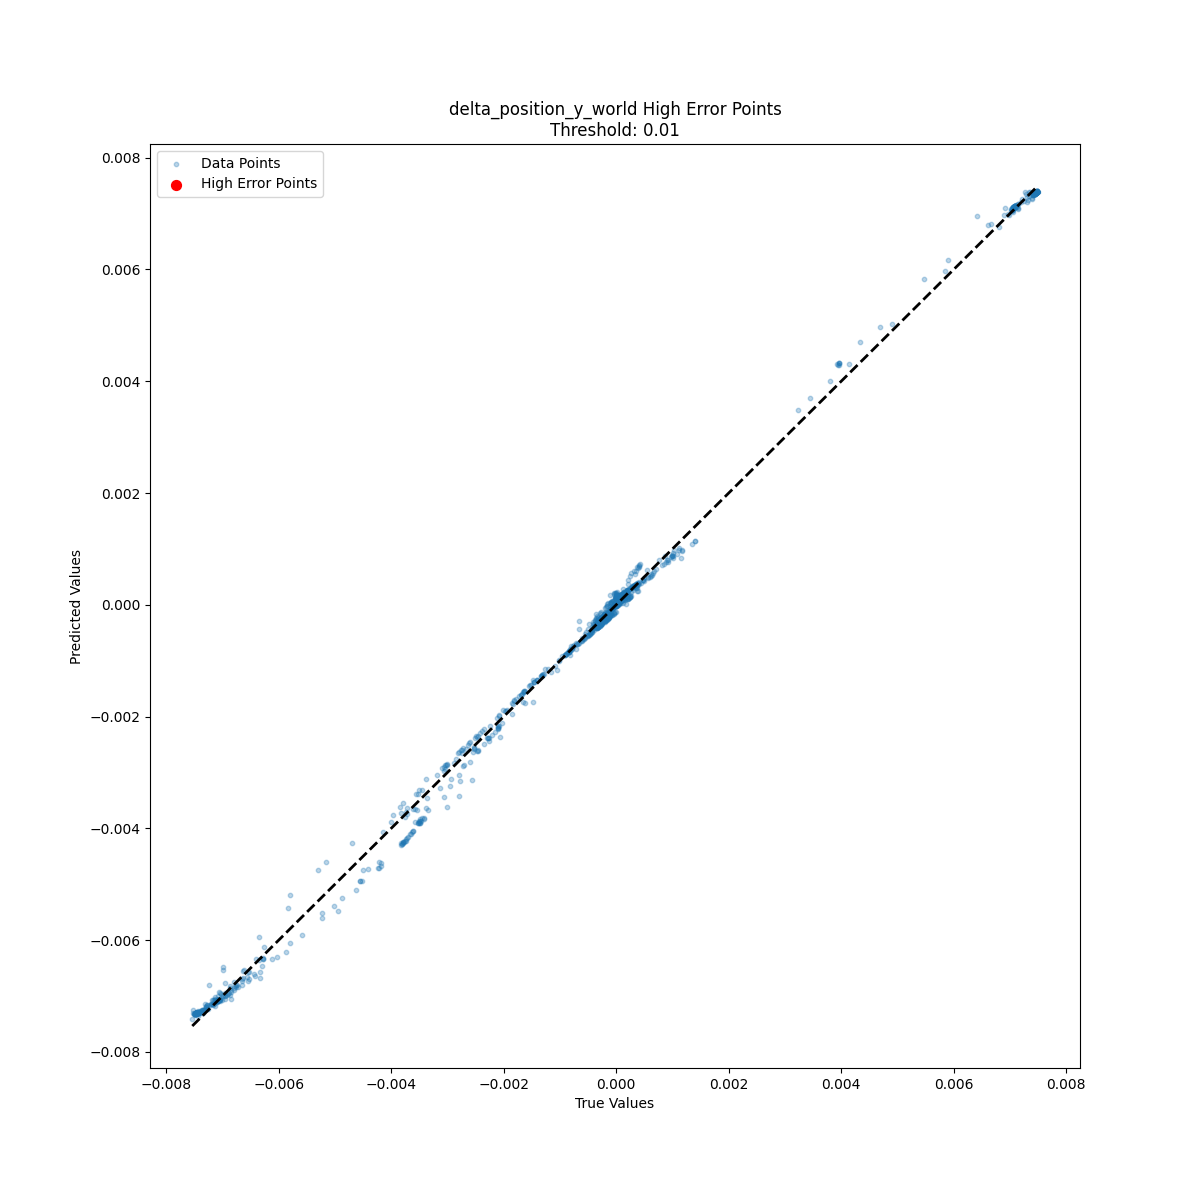 delta_position_y_world High Error Points
Threshold: 0.01
Data Points
High Error Points
0.008
0.006
0.004
0.002
0.000
−0.002
−0.004
−0.006
−0.008
Predicted Values
−0.008 −0.006 −0.004 −0.002 0.000 0.002 0.004 0.006 0.008
True Values